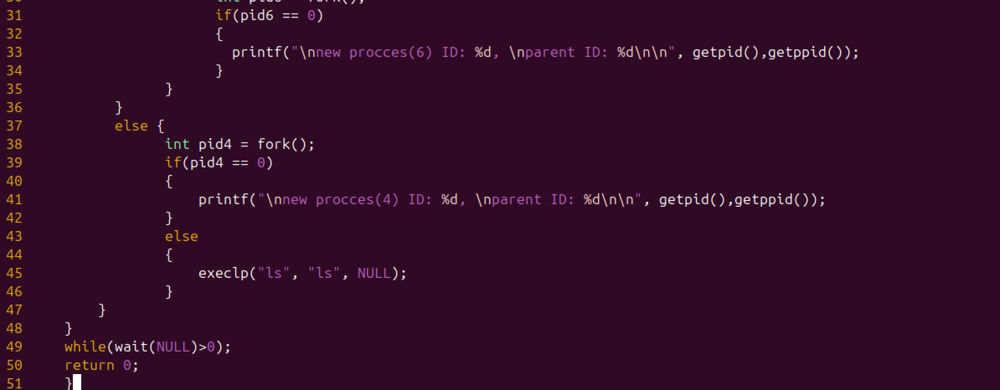 31 if(pid6 == 0)
32 {
33 printf("\nnew procces(6) ID: %d, \nparent ID: %d\n\n", getpid(),getppid());
34 }
35 }
36 }
37 else {
38 int pid4 = fork();
39 if(pid4 == 0)
40 {
41 printf("\nnew procces(4) ID: %d, \nparent ID: %d\n\n", getpid(),getppid());
42 }
43 else
44 {
45 execlp("ls", "ls", NULL);
46 }
47 }
48 }
49 while(wait(NULL)>0);
50 return 0;
51 }